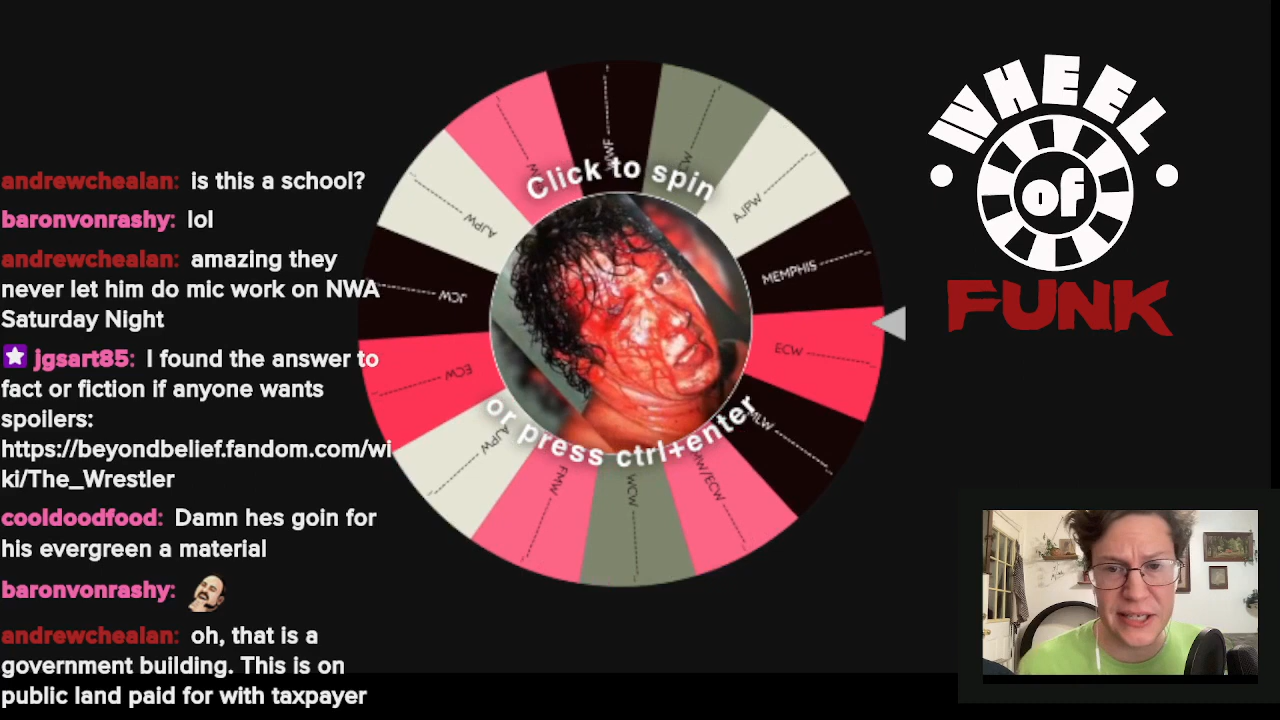 andrewchealan: is this a school?
baronvonrashy: lol
andrewchealan: amazing they
never let him do mic work on NWA
Saturday Night
jgsart85: I found the answer to
fact or fiction if anyone wants
spoilers:
https://beyondbelief.fandom.com/wi
ki/The_Wrestler
cooldoodfood: Damn hes goin for
his evergreen a material
baronvonrashy:
andrewchealan: oh, that is a
government building. This is on
public land paid for with taxpayer
Click to spin
or press ctrl+enter
AJPW
MEMPHIS
ECW
WCW
FMW
AJPW
ECW
JCW
AJPW
WHEEL
OF
FUNK